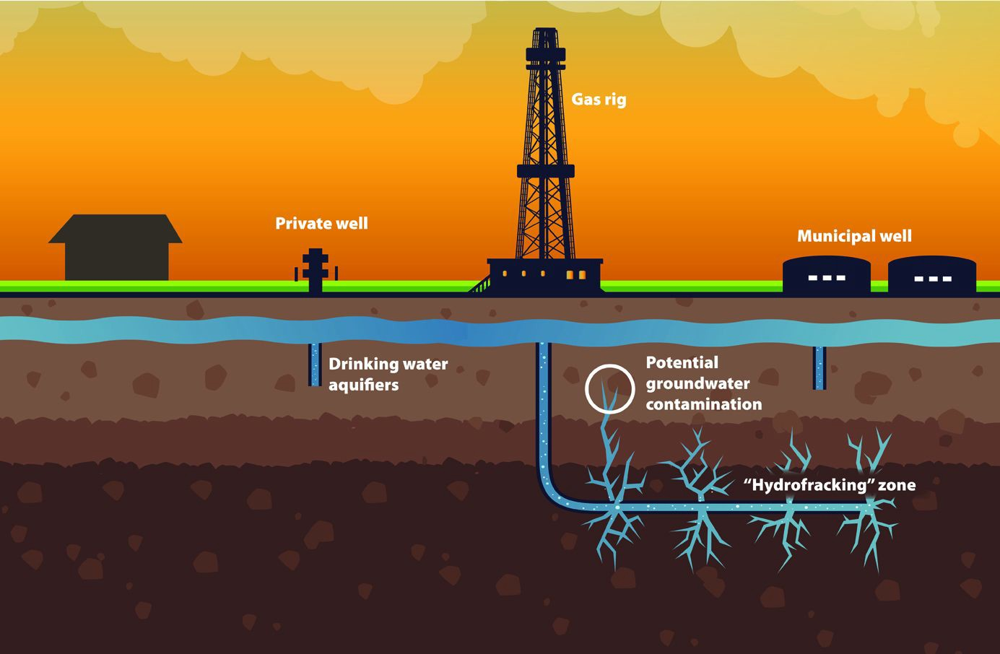 Gas rig
Private well
Municipal well
Drinking water
aquifiers
Potential
groundwater
contamination
“Hydrofracking” zone